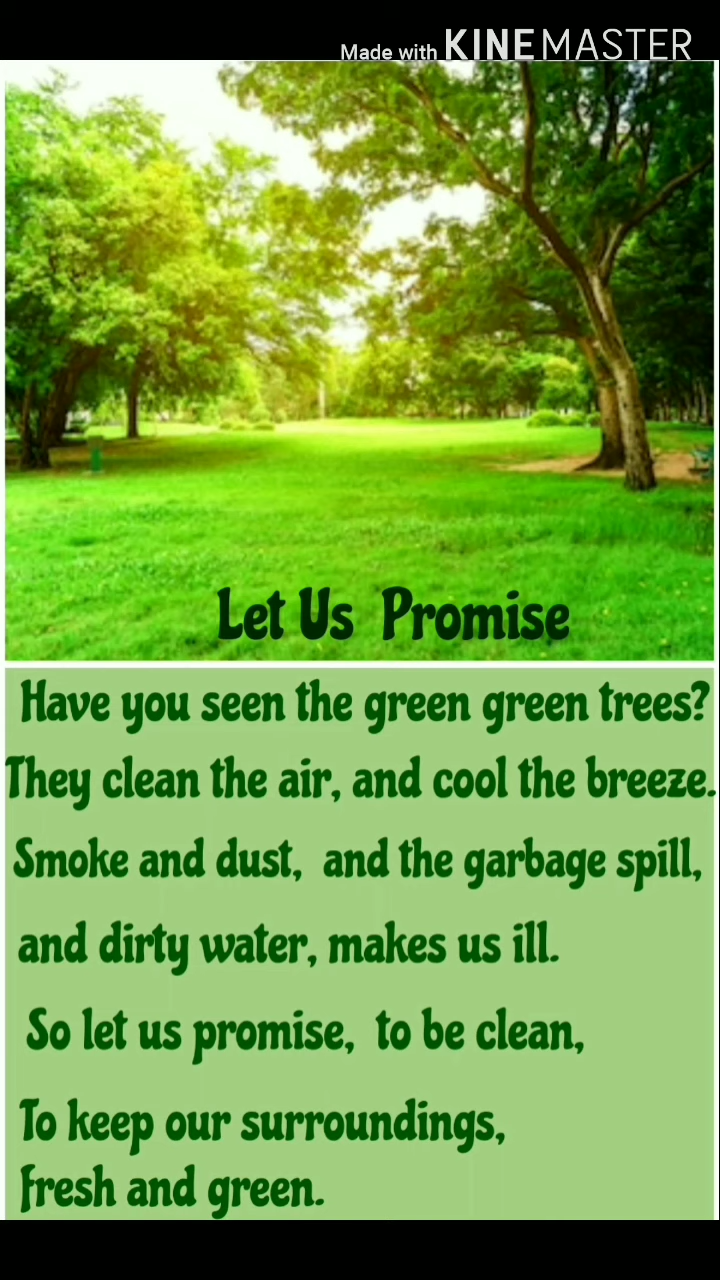 Made with KINEMASTER
Let Us Promise
Have you seen the green green trees?
They clean the air, and cool the breeze.
Smoke and dust, and the garbage spill,
and dirty water, makes us ill.
So let us promise, to be clean,
To keep our surroundings,
fresh and green.